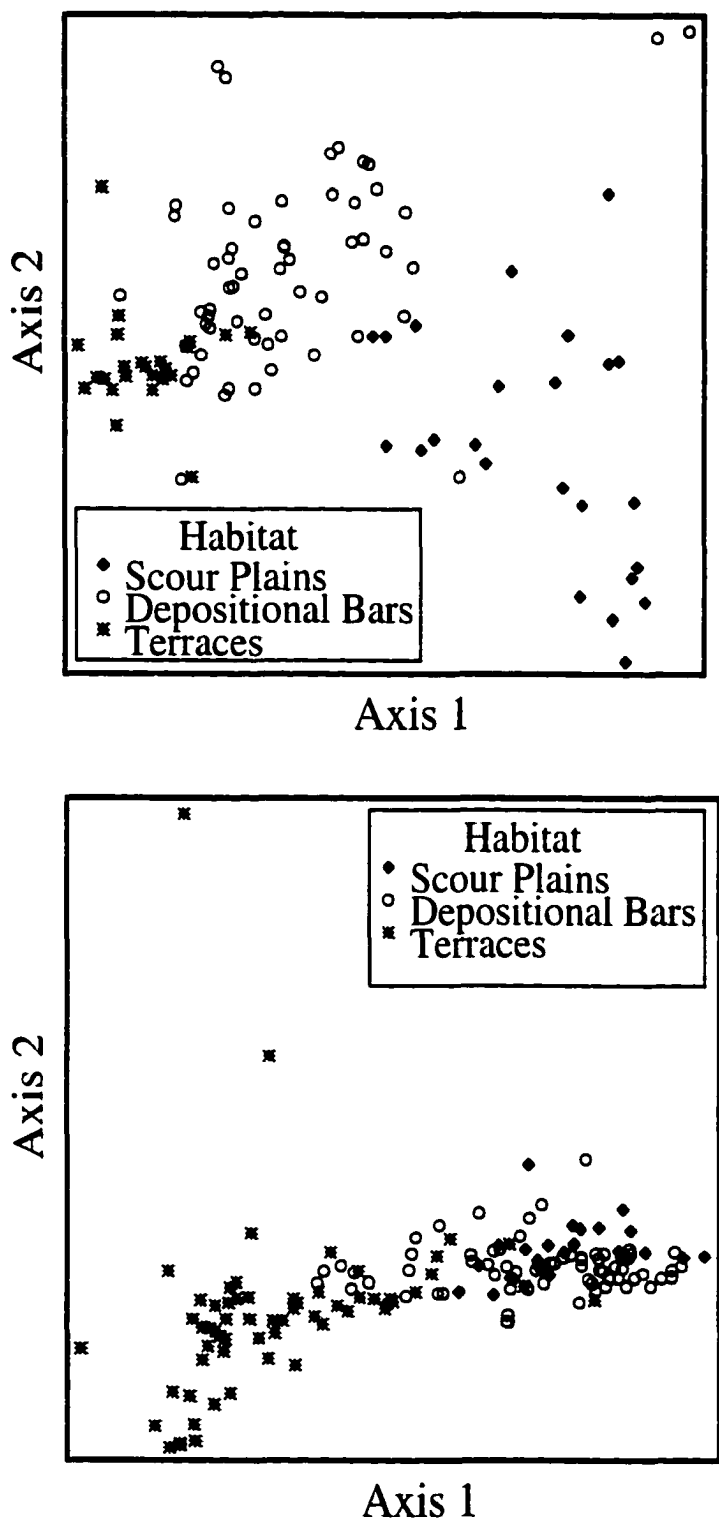 Axis 2
Habitat
Scour Plains
Depositional Bars
Terraces
Axis 1
Axis 2
Habitat
Scour Plains
Depositional Bars
Terraces
Axis 1